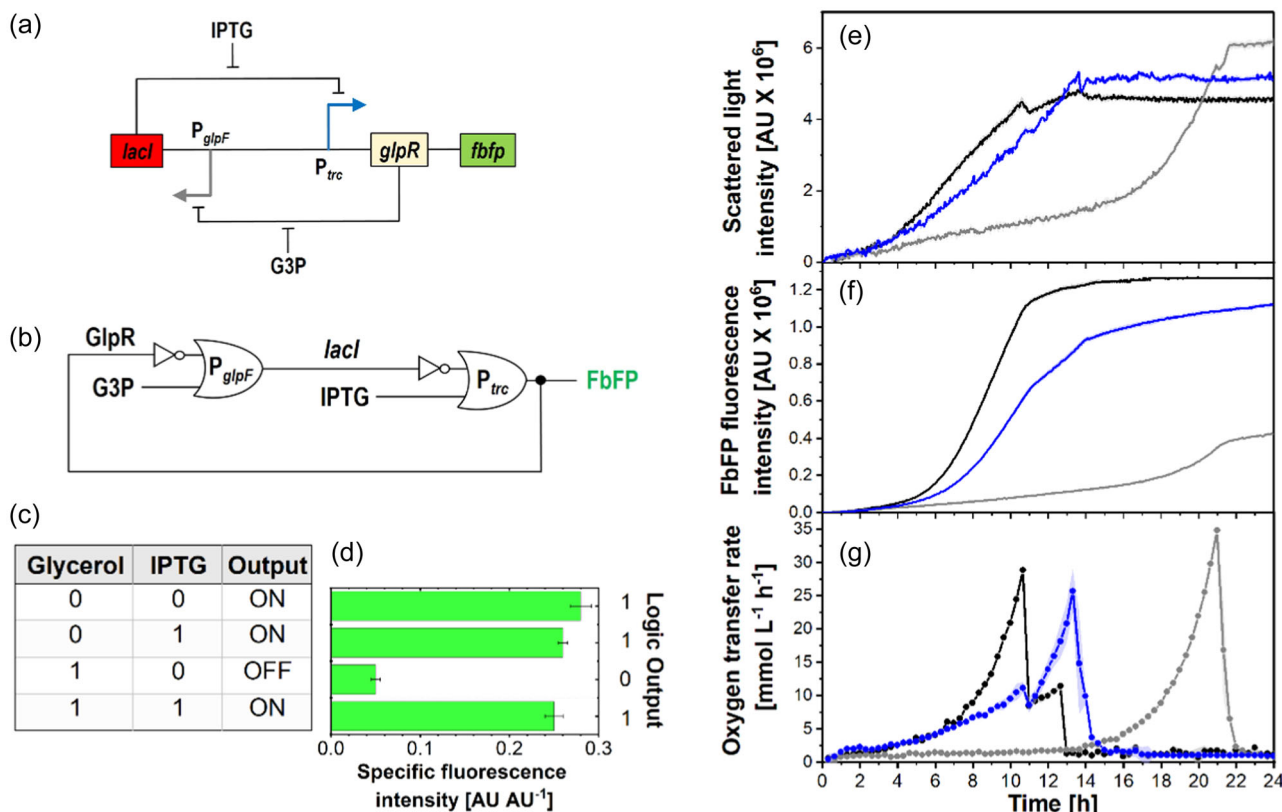 (a)
IPTG
lacI
PglpF
Ptrc
glpR
fbfp
G3P
(b)
GlpR
G3P
PglpF
lacI
IPTG
Ptrc
FbFP
(c)
Glycerol IPTG Output
0 0 ON
0 1 ON
1 0 OFF
1 1 ON
(d)
1
1
0
1
Logic Output
0.0 0.1 0.2 0.3
Specific fluorescence
intensity [AU AU-1]
(e)
Scattered light
intensity [AU X 10⁶]
6
4
2
0
(f)
FbFP fluorescence
intensity [AU X 10⁶]
1.2
1.0
0.8
0.6
0.4
0.2
0.0
(g)
Oxygen transfer rate
[mmol L-1 h-1]
35
30
25
20
15
10
5
0
0 2 4 6 8 10 12 14 16 18 20 22 24
Time [h]